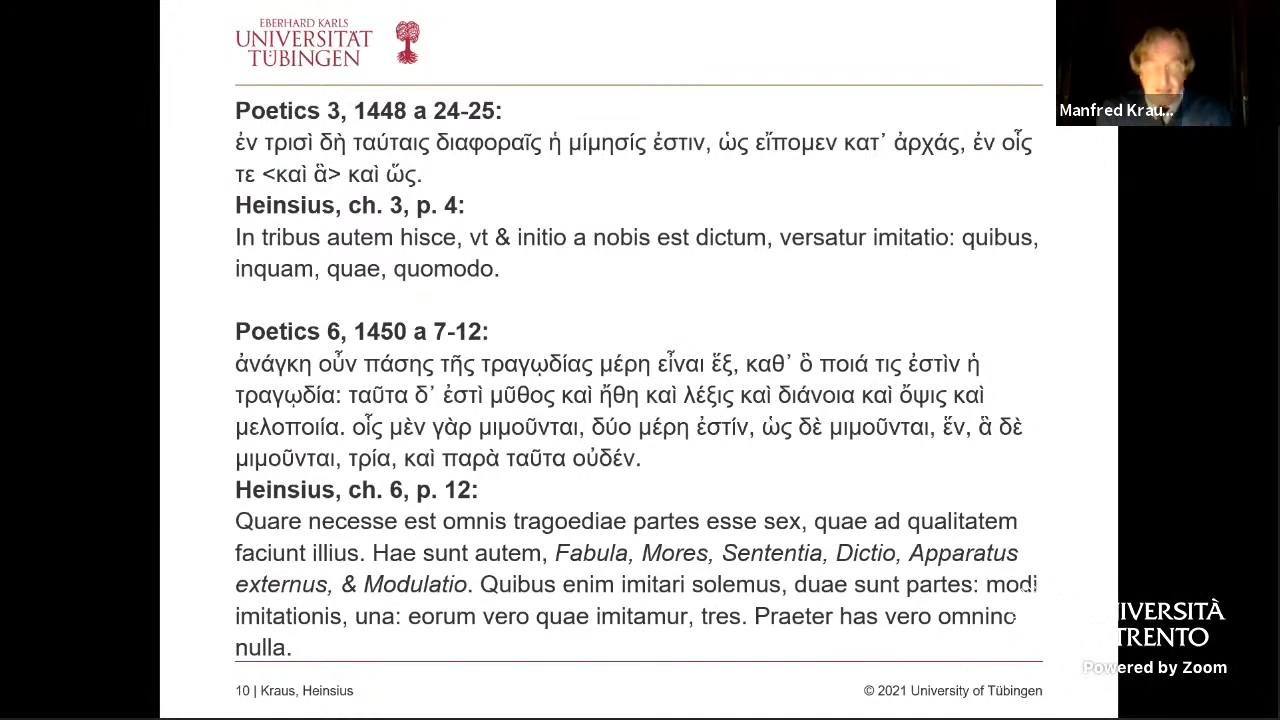 EBERHARD KARLS
UNIVERSITÄT
TÜBINGEN
Manfred Krau...
Poetics 3, 1448 a 24-25:
ἐν τρισὶ δὴ ταύταις διαφοραῖς ἡ μίμησίς ἐστιν, ὡς εἴπομεν κατ᾽ ἀρχάς, ἐν οἷς
τε <καὶ ἃ> καὶ ὥς.
Heinsius, ch. 3, p. 4:
In tribus autem hisce, vt & initio a nobis est dictum, versatur imitatio: quibus,
inquam, quae, quomodo.
Poetics 6, 1450 a 7-12:
ἀνάγκη οὖν πάσης τῆς τραγῳδίας μέρη εἶναι ἕξ, καθ᾽ ὃ ποιά τις ἐστὶν ἡ
τραγῳδία: ταῦτα δ᾽ ἐστὶ μῦθος καὶ ἤθη καὶ λέξις καὶ διάνοια καὶ ὄψις καὶ
μελοποιία. οἷς μὲν γὰρ μιμοῦνται, δύο μέρη ἐστίν, ὡς δὲ μιμοῦνται, ἕν, ἃ δὲ
μιμοῦνται, τρία, καὶ παρὰ ταῦτα οὐδέν.
Heinsius, ch. 6, p. 12:
Quare necesse est omnis tragoediae partes esse sex, quae ad qualitatem
faciunt illius. Hae sunt autem, Fabula, Mores, Sententia, Dictio, Apparatus
externus, & Modulatio. Quibus enim imitari solemus, duae sunt partes: modi
imitationis, una: eorum vero quae imitamur, tres. Praeter has vero omnino
nulla.
10 | Kraus, Heinsius
© 2021 University of Tübingen
UNIVERSITÀ
TRENTO
Powered by Zoom